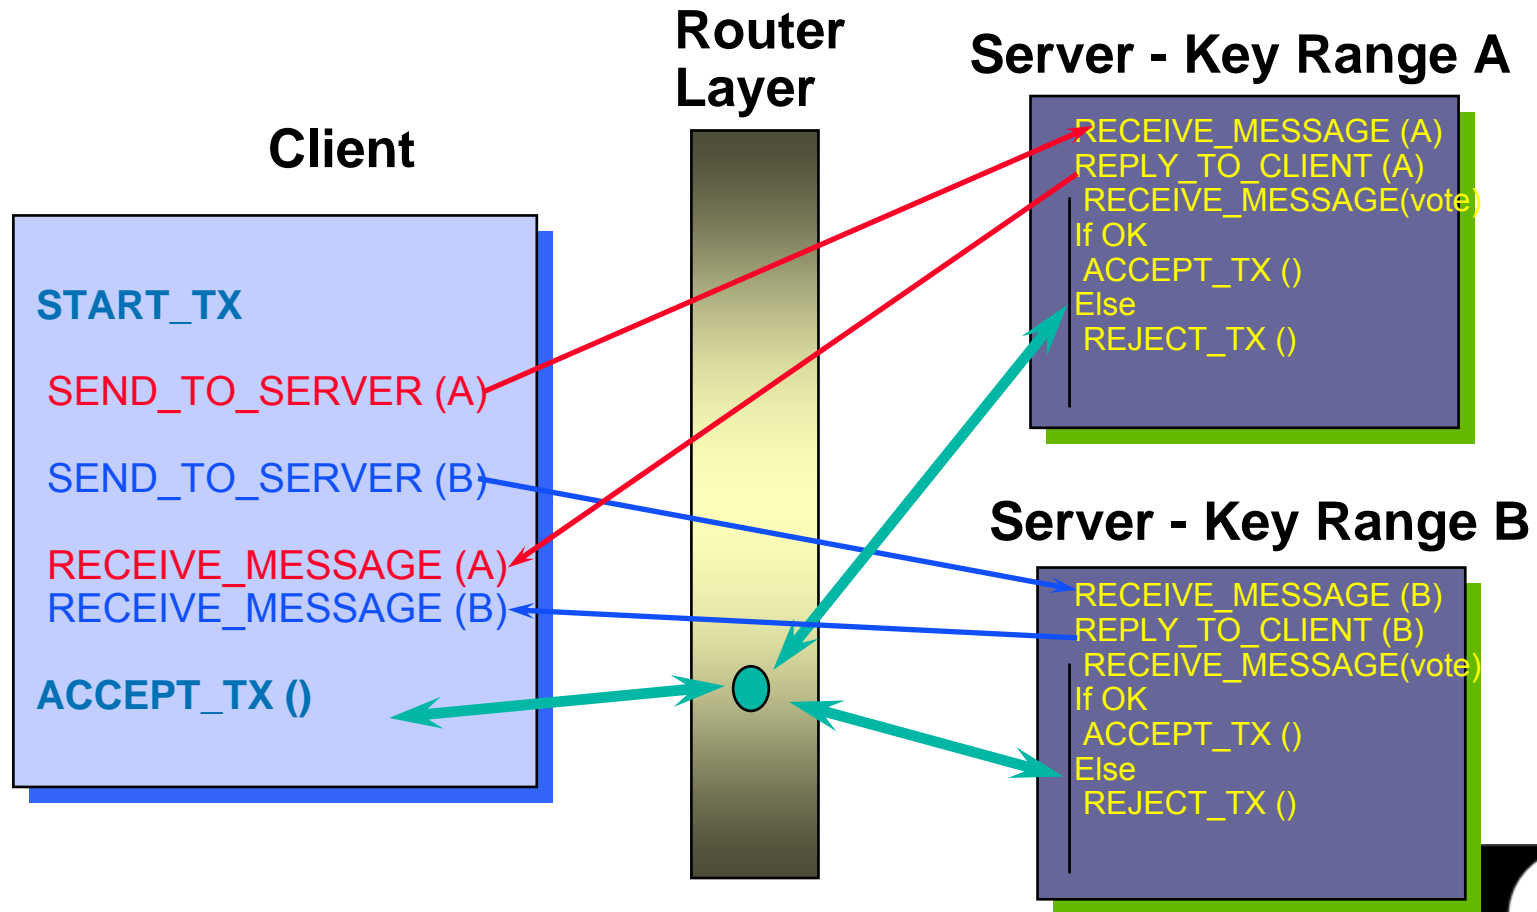 Router
Layer
Client
START_TX
SEND_TO_SERVER (A)
SEND_TO_SERVER (B)
RECEIVE_MESSAGE (A)
RECEIVE_MESSAGE (B)
ACCEPT_TX ()
Server - Key Range A
RECEIVE_MESSAGE (A)
REPLY_TO_CLIENT (A)
RECEIVE_MESSAGE(vote)
If OK
ACCEPT_TX ()
Else
REJECT_TX ()
Server - Key Range B
RECEIVE_MESSAGE (B)
REPLY_TO_CLIENT (B)
RECEIVE_MESSAGE(vote)
If OK
ACCEPT_TX ()
Else
REJECT_TX ()